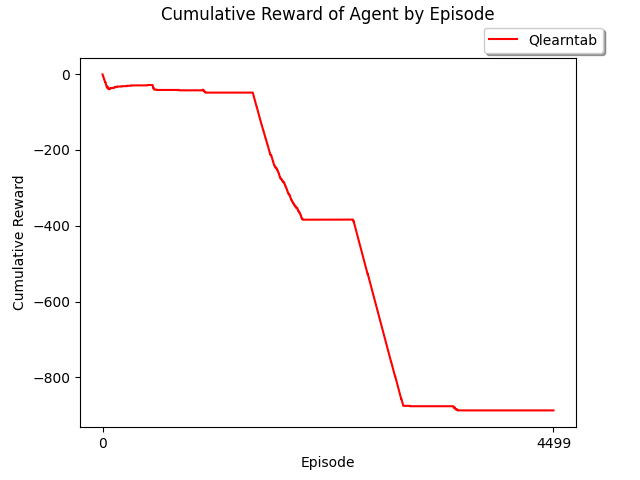 Cumulative Reward of Agent by Episode
Qlearntab
0
−200
−400
−600
−800
Cumulative Reward
0
4499
Episode